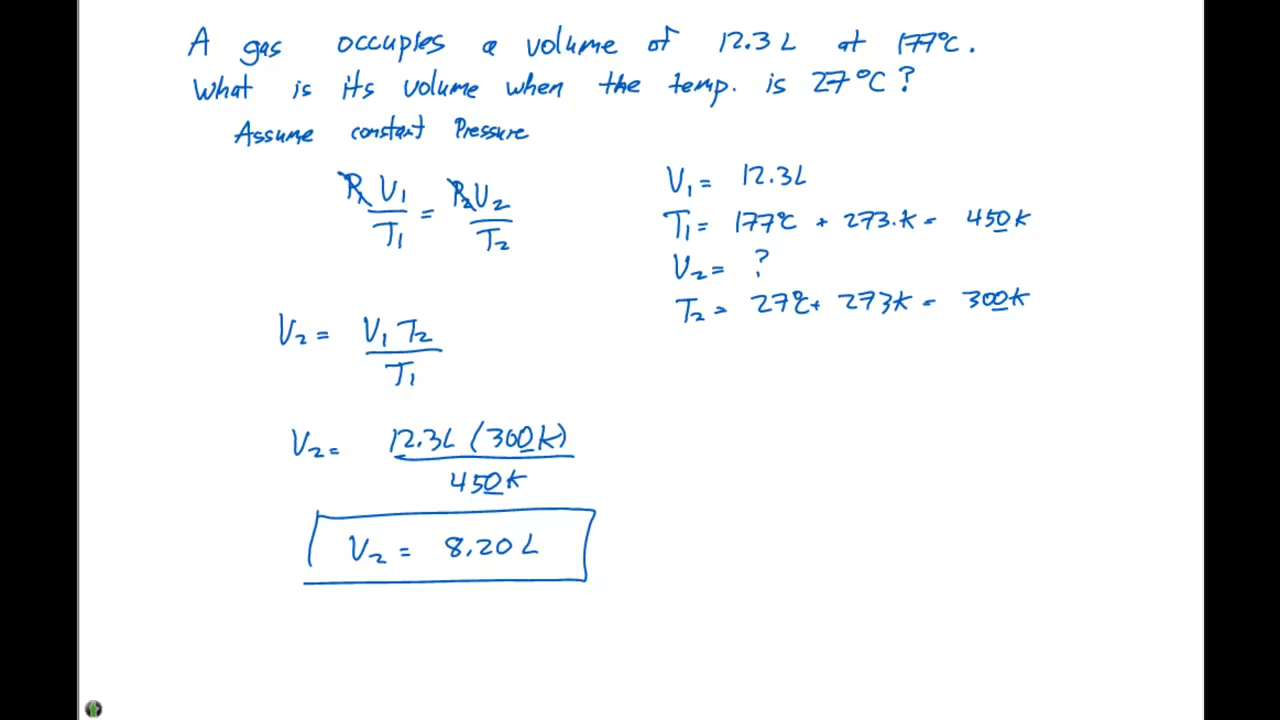 A gas occupies a volume of 12.3 L at 177°C.
What is its volume when the temp. is 27°C?
Assume constant Pressure
P₁V₁/T₁ = P₂V₂/T₂
V₁ = 12.3L
T₁ = 177°C + 273.K = 450K
V₂ = ?
T₂ = 27°C + 273K = 300K
V₂ = V₁T₂/T₁
V₂ = 12.3L (300K)/450K
V₂ = 8.20 L